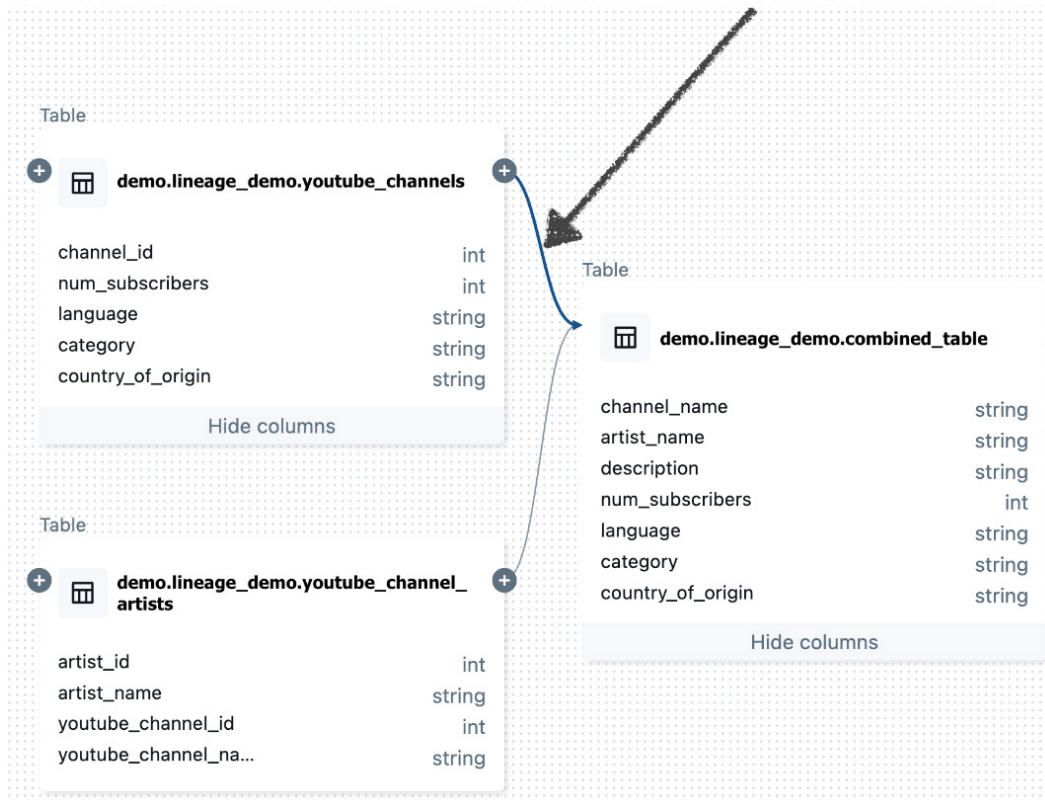 Table
demo.lineage_demo.youtube_channels
channel_id int
num_subscribers int
language string
category string
country_of_origin string
Hide columns
Table
demo.lineage_demo.youtube_channel_
artists
artist_id int
artist_name string
youtube_channel_id int
youtube_channel_na... string
Table
demo.lineage_demo.combined_table
channel_name string
artist_name string
description string
num_subscribers int
language string
category string
country_of_origin string
Hide columns